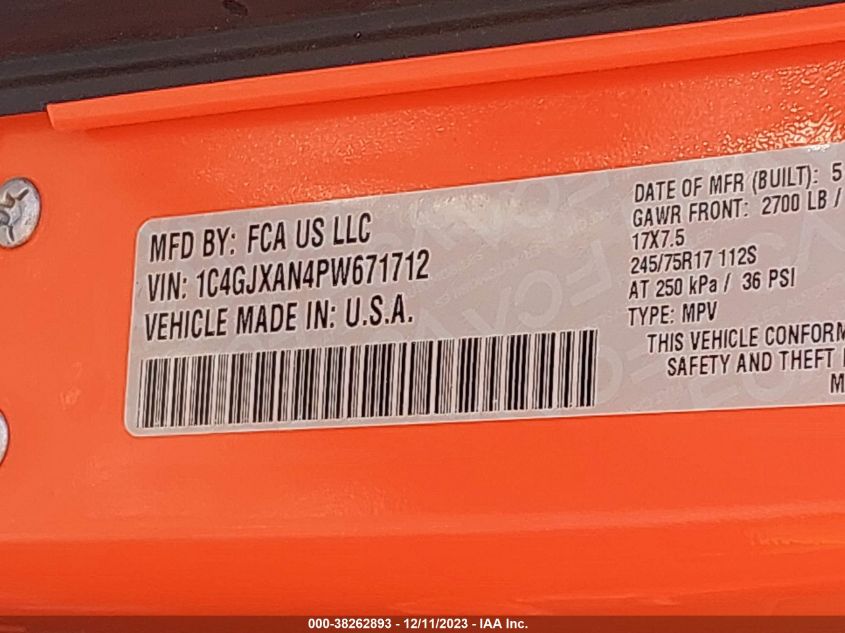 MFD BY: FCA US LLC
VIN: 1C4GJXAN4PW671712
VEHICLE MADE IN: U.S.A.
DATE OF MFR (BUILT): 5
GAWR FRONT: 2700 LB /
17X7.5
245/75R17 112S
AT 250 kPa / 36 PSI
TYPE: MPV
THIS VEHICLE CONFORM
SAFETY AND THEFT
M
000-38262893 - 12/11/2023 - IAA Inc.